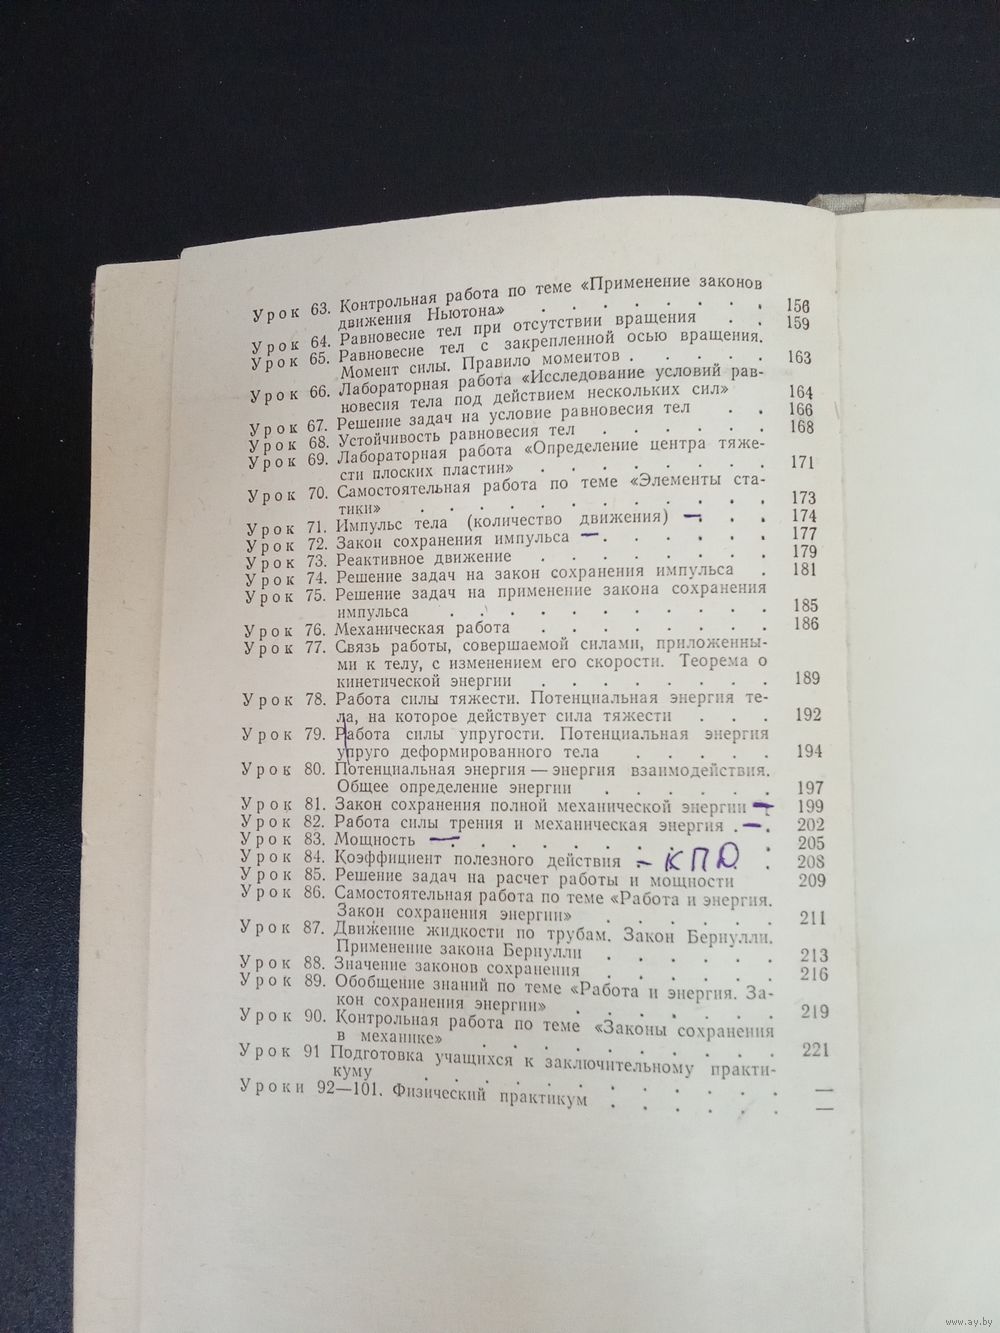 Урок 63. Контрольная работа по теме «Применение законов
движения Ньютона» . . . . . . . 156
Урок 64. Равновесие тел при отсутствии вращения . . 159
Урок 65. Равновесие тел с закрепленной осью вращения.
Момент силы. Правило моментов . . . . . 163
Урок 66. Лабораторная работа «Исследование условий рав-
новесия тела под действием нескольких сил» 164
Урок 67. Решение задач на условие равновесия тел . . 166
Урок 68. Устойчивость равновесия тел . . . . . . 168
Урок 69. Лабораторная работа «Определение центра тяже-
сти плоских пластин» . . . . . . . . 171
Урок 70. Самостоятельная работа по теме «Элементы ста-
тики» . . . . . . . . . . . . 173
Урок 71. Импульс тела (количество движения) — . . . 174
Урок 72. Закон сохранения импульса — . . . . . . 177
Урок 73. Реактивное движение . . . . . . . . 179
Урок 74. Решение задач на закон сохранения импульса . 181
Урок 75. Решение задач на применение закона сохранения
импульса . . . . . . . . . . . 185
Урок 76. Механическая работа . . . . . . . . 186
Урок 77. Связь работы, совершаемой силами, приложенны-
ми к телу, с изменением его скорости. Теорема о
кинетической энергии . . . . . . . . 189
Урок 78. Работа силы тяжести. Потенциальная энергия те-
ла, на которое действует сила тяжести . . . 192
Урок 79. Работа силы упругости. Потенциальная энергия
упруго деформированного тела . . . . . 194
Урок 80. Потенциальная энергия — энергия взаимодействия.
Общее определение энергии . . . . . . 197
Урок 81. Закон сохранения полной механической энергии — 199
Урок 82. Работа силы трения и механическая энергия . — . 202
Урок 83. Мощность — . . . . . . . . . . 205
Урок 84. Коэффициент полезного действия . — КПД . 208
Урок 85. Решение задач на расчет работы и мощности 209
Урок 86. Самостоятельная работа по теме «Работа и энергия.
Закон сохранения энергии» . . . . . . 211
Урок 87. Движение жидкости по трубам. Закон Бернулли.
Применение закона Бернулли . . . . . . 213
Урок 88. Значение законов сохранения . . . . . . 216
Урок 89. Обобщение знаний по теме «Работа и энергия. За-
кон сохранения энергии» . . . . . . . 219
Урок 90. Контрольная работа по теме «Законы сохранения
в механике» . . . . . . . . . . 221
Урок 91 Подготовка учащихся к заключительному практи-
куму . . . . . . . . . . . . —
Уроки 92—101. Физический практикум . . . . . . —
www.ay.by